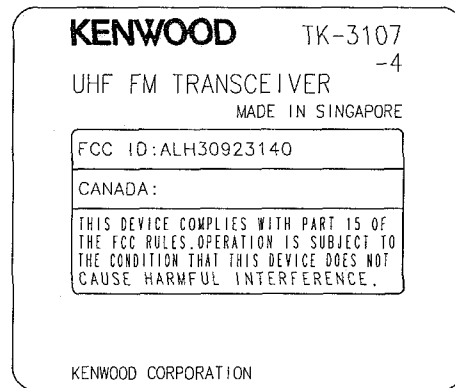 KENWOOD TK-3107
-4
UHF FM TRANSCEIVER
MADE IN SINGAPORE
FCC ID:ALH30923140
CANADA:
THIS DEVICE COMPLIES WITH PART 15 OF
THE FCC RULES.OPERATION IS SUBJECT TO
THE CONDITION THAT THIS DEVICE DOES NOT
CAUSE HARMFUL INTERFERENCE.
KENWOOD CORPORATION